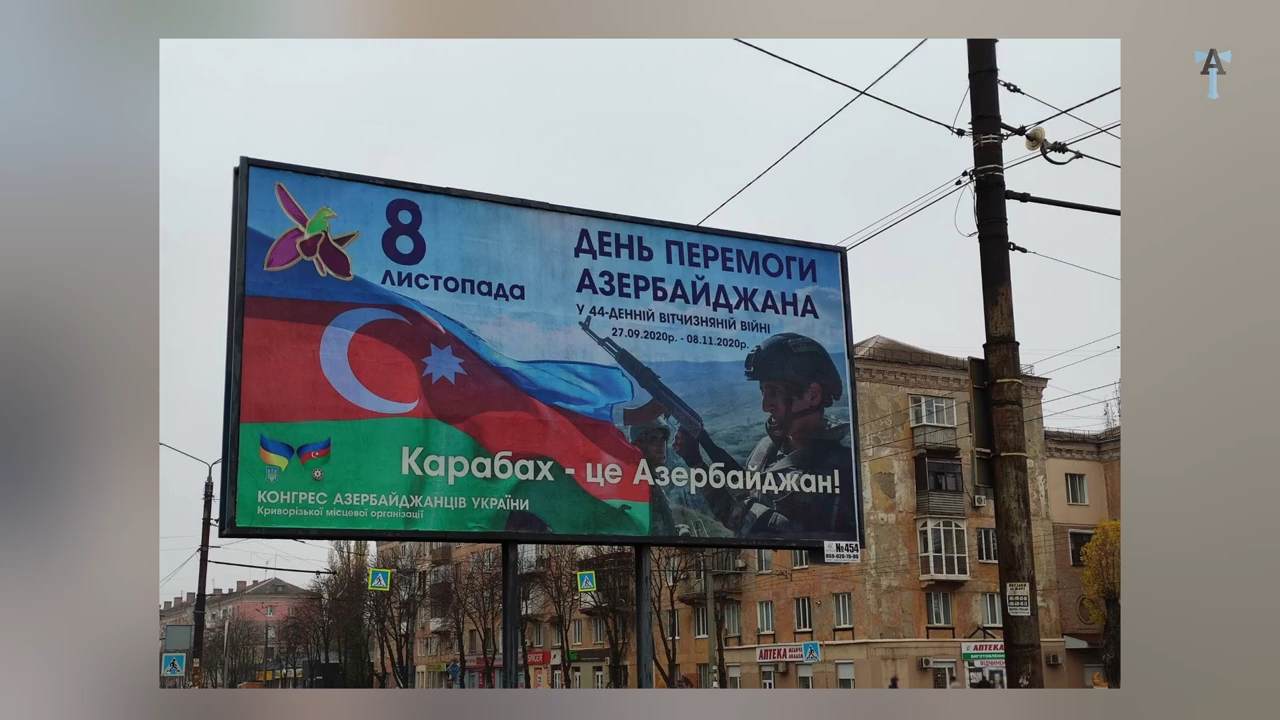 8
листопада
ДЕНЬ ПЕРЕМОГИ
АЗЕРБАЙДЖАНА
У 44-ДЕННІЙ ВІТЧИЗНЯНІЙ ВІЙНІ
27.09.2020р. - 08.11.2020р.
Карабах - це Азербайджан!
КОНГРЕС АЗЕРБАЙДЖАНЦІВ УКРАЇНИ
Криворізької місцевої організації
№454
АПТЕКА
АПТЕКА
А